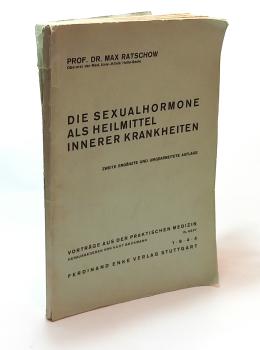 PROF. DR. MAX RATSCHOW
DIE SEXUALHORMONE
ALS HEILMITTEL
INNERER KRANKHEITEN
ZWEITE ERGÄNZTE UND UMGEARBEITETE AUFLAGE
VORTRÄGE AUS DER PRAKTISCHEN MEDIZIN
FERDINAND ENKE VERLAG STUTTGART